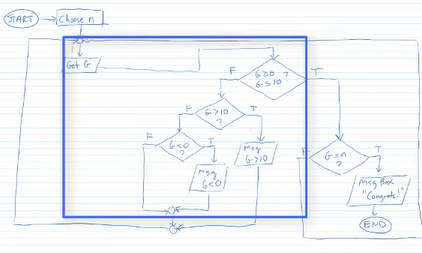 START
Choose n
Get G
G≥0 ?
G≤10
F
T
G>10
?
F
T
G<0
?
F
T
msg
G>10
msg
G<0
F
G=n
?
T
Msg Box
"Congrats!"
END